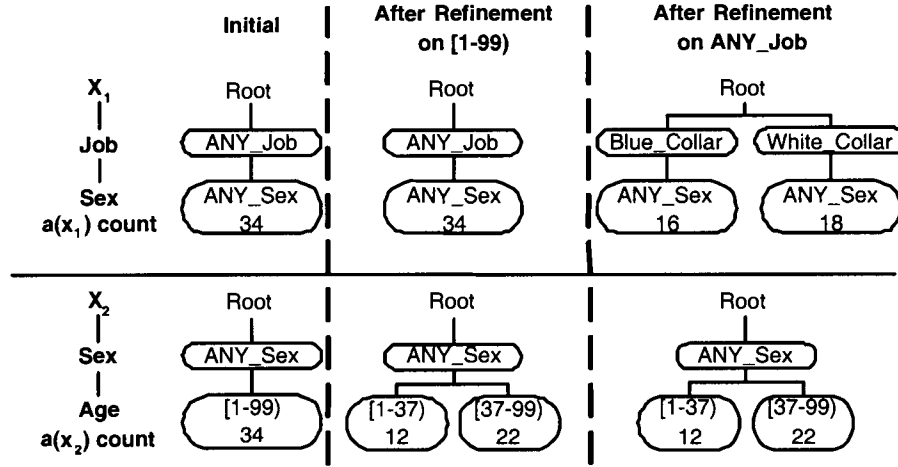 Initial
After Refinement
on [1-99)
After Refinement
on ANY_Job
X1
Root
Root
Root
Job
ANY_Job
ANY_Job
Blue_Collar
White_Collar
Sex
ANY_Sex
ANY_Sex
ANY_Sex
ANY_Sex
a(x1) count
34
34
16
18
X2
Root
Root
Root
Sex
ANY_Sex
ANY_Sex
ANY_Sex
Age
[1-99)
[1-37)
[37-99)
[1-37)
[37-99)
a(x2) count
34
12
22
12
22